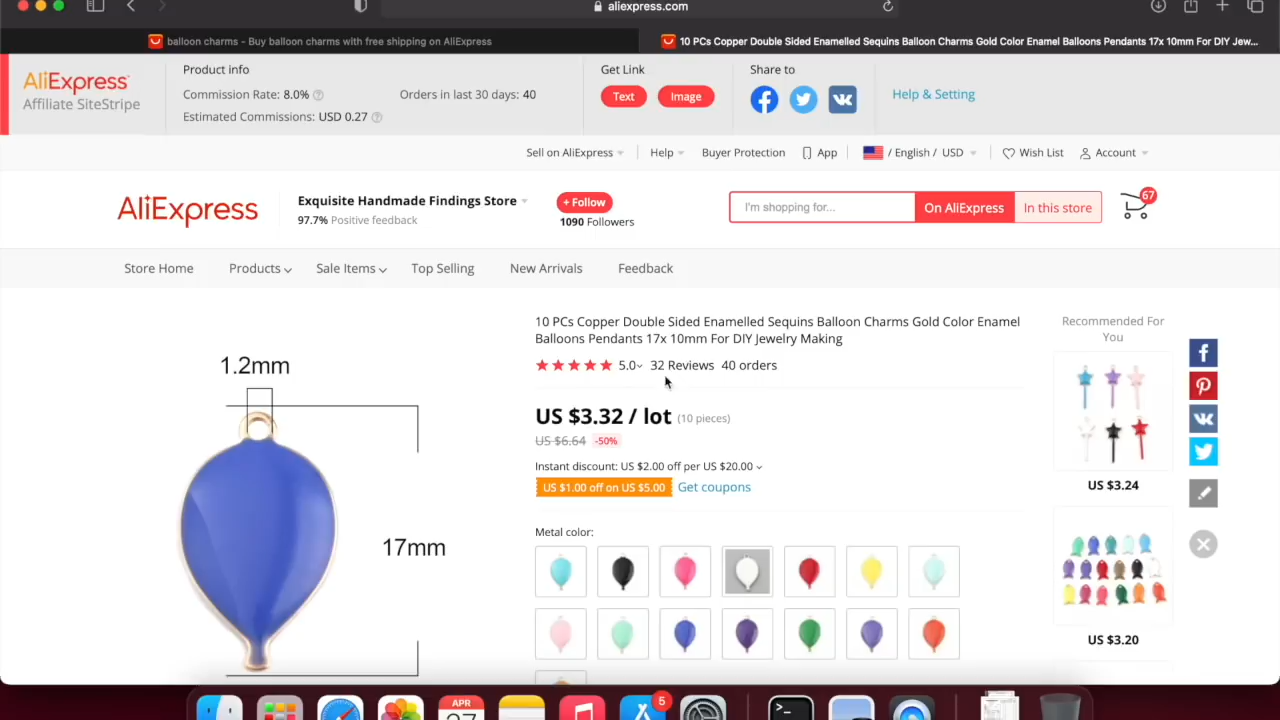 aliexpress.com
balloon charms - Buy balloon charms with free shipping on AliExpress
10 PCs Copper Double Sided Enamelled Sequins Balloon Charms Gold Color Enamel Balloons Pendants 17x 10mm For DIY Jew...
AliExpress
Affiliate SiteStripe
Product info
Commission Rate: 8.0%
Orders in last 30 days: 40
Estimated Commissions: USD 0.27
Get Link
Text
Image
Share to
Help & Setting
Sell on AliExpress
Help
Buyer Protection
App
/ English / USD
Wish List
Account
AliExpress
Exquisite Handmade Findings Store
97.7% Positive feedback
+ Follow
1090 Followers
I'm shopping for...
On AliExpress
In this store
67
Store Home
Products
Sale Items
Top Selling
New Arrivals
Feedback
1.2mm
17mm
10 PCs Copper Double Sided Enamelled Sequins Balloon Charms Gold Color Enamel
Balloons Pendants 17x 10mm For DIY Jewelry Making
5.0 32 Reviews 40 orders
US $3.32 / lot (10 pieces)
US $6.64 -50%
Instant discount: US $2.00 off per US $20.00
US $1.00 off on US $5.00 Get coupons
Metal color:
Recommended For
You
US $3.24
US $3.20
APR
5